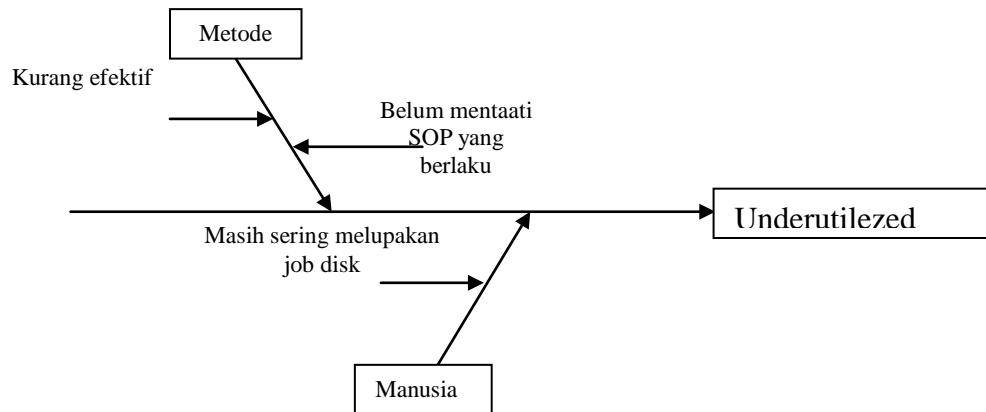 Metode
Kurang efektif
Belum mentaati
SOP yang
berlaku
Underutilezed
Masih sering melupakan
job disk
Manusia